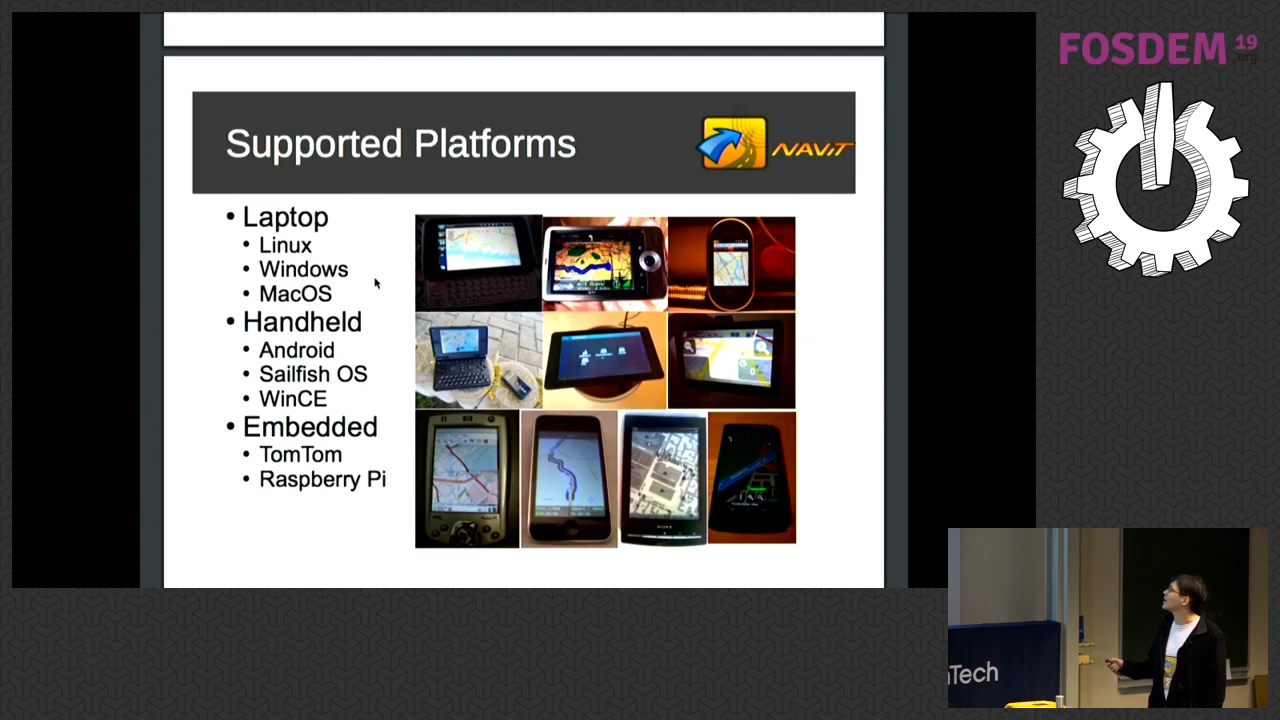 FOSDEM 19
.org
Supported Platforms
NAViT
• Laptop
• Linux
• Windows
• MacOS
• Handheld
• Android
• Sailfish OS
• WinCE
• Embedded
• TomTom
• Raspberry Pi
Tech